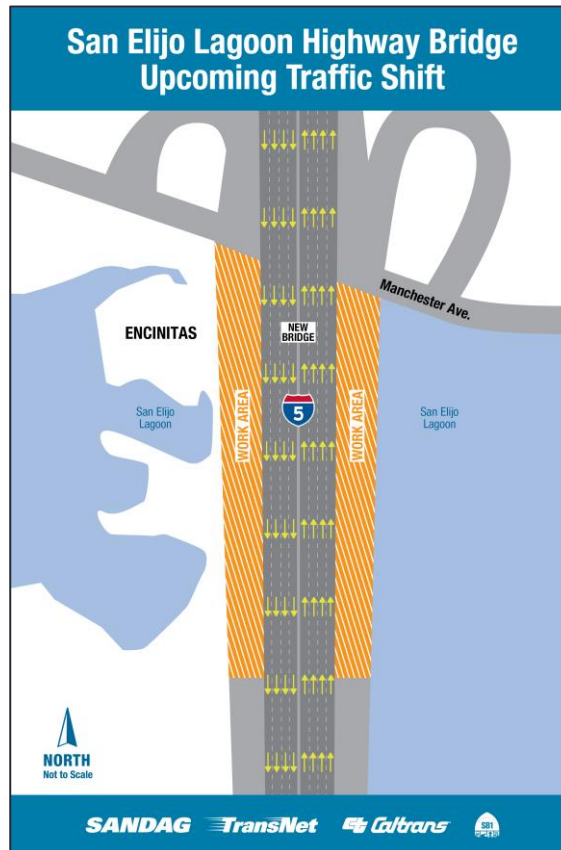 San Elijo Lagoon Highway Bridge
Upcoming Traffic Shift
Manchester Ave.
ENCINITAS
NEW
BRIDGE
San Elijo
Lagoon
WORK AREA
5
WORK AREA
San Elijo
Lagoon
NORTH
Not to Scale
SANDAG
TransNet
Caltrans
SB1